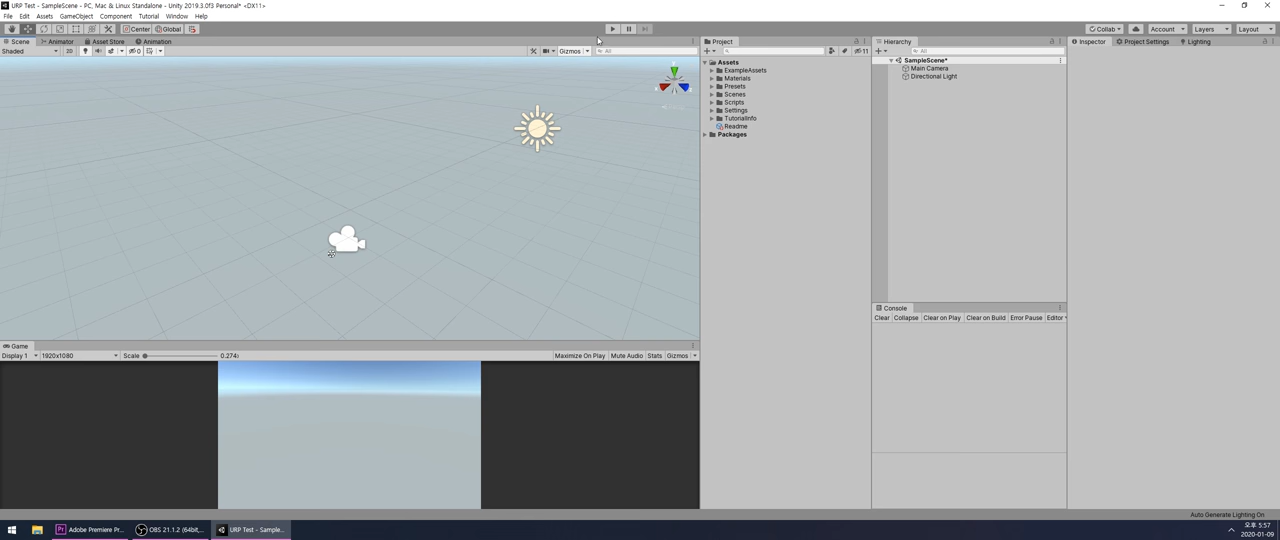 URP Test - SampleScene - PC, Mac & Linux Standalone - Unity 2019.3.0f3 Personal* <DX11>
File Edit Assets GameObject Component Tutorial Window Help
Center Global Collab Account Layers Layout
Scene Animator Asset Store Animation
Shaded 2D 0 Gizmos All
Game
Display 1 1920x1080 Scale 0.274x Maximize On Play Mute Audio Stats Gizmos
Project
11
Assets
ExampleAssets
Materials
Presets
Scenes
Scripts
Settings
TutorialInfo
Readme
Packages
Hierarchy
All
SampleScene*
Main Camera
Directional Light
Console
Clear Collapse Clear on Play Clear on Build Error Pause Editor
Inspector Project Settings Lighting
Auto Generate Lighting On
Adobe Premiere Pr... OBS 21.1.2 (64bit,... URP Test - Sample...
오후 5:57
2020-01-09